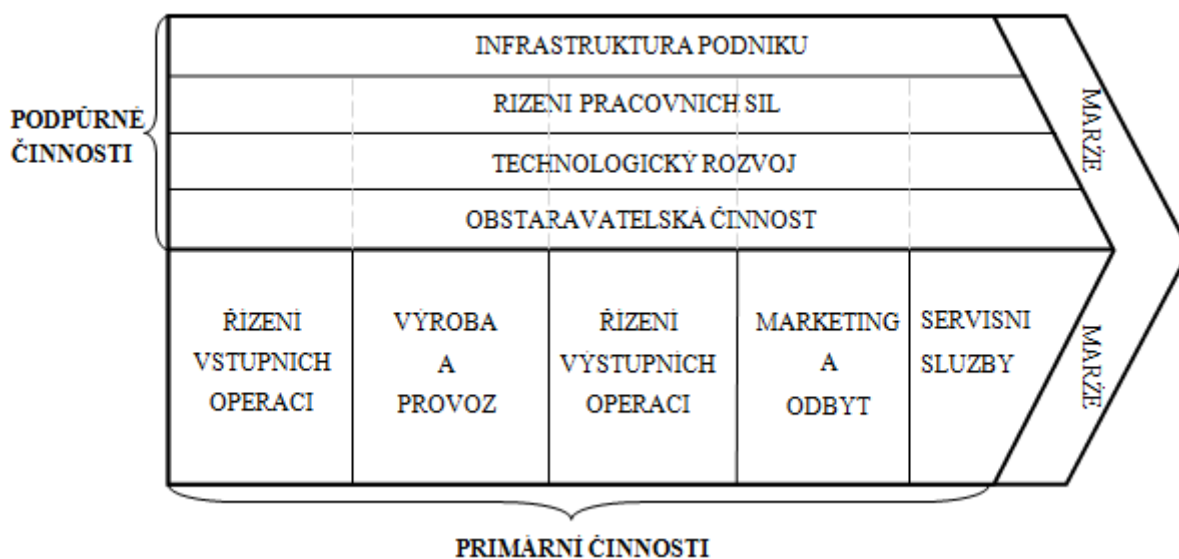 INFRASTRUKTURA PODNIKU
RIZENI PRACOVNICH SIL
TECHNOLOGICKÝ ROZVOJ
OBSTARAVATELSKÁ ČINNOST
PODPŮRNÉ
ČINNOSTI
MARŽE
ŘÍZENÍ
VSTUPNICH
OPERACI
VÝROBA
A
PROVOZ
ŘÍZENÍ
VÝSTUPNÍCH
OPERACI
MARKETING
A
ODBYT
SERVISNI
SLUZBY
MARŽE
PRIMÁRNÍ ČINNOSTI